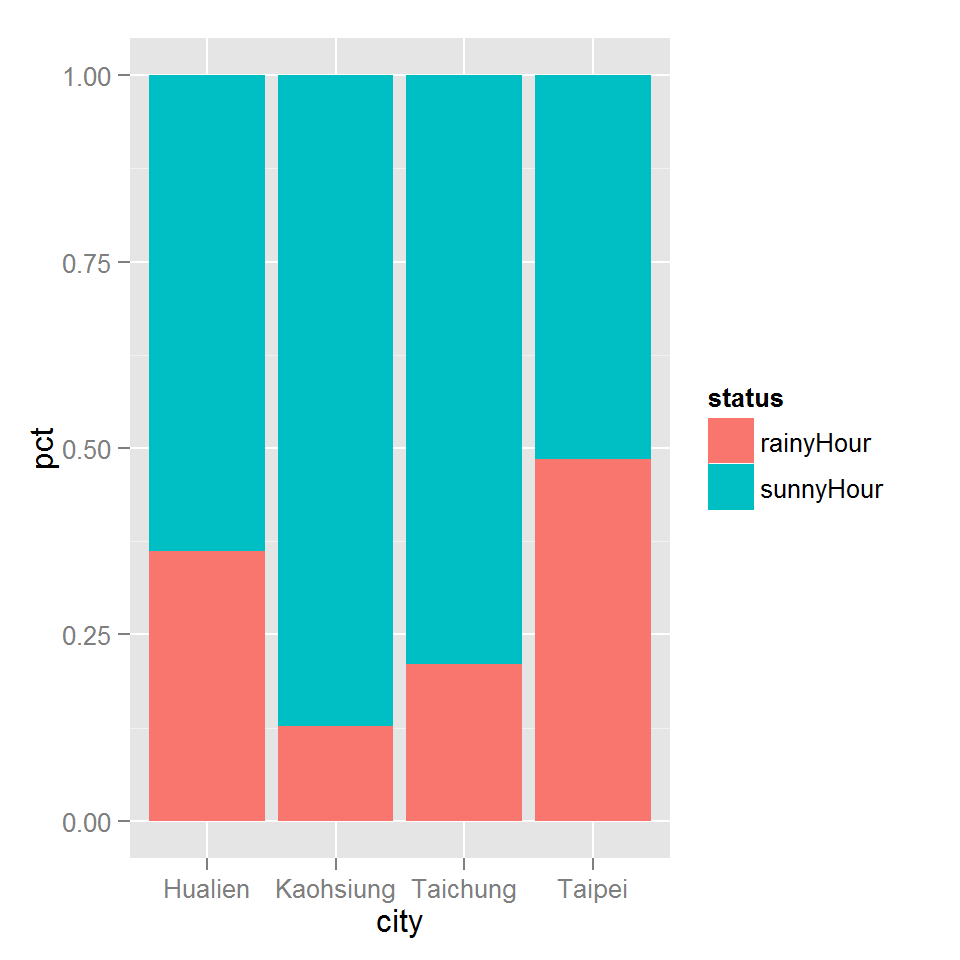 1.00
0.75
0.50
0.25
0.00
pct
Hualien Kaohsiung Taichung Taipei
city
status
rainyHour
sunnyHour